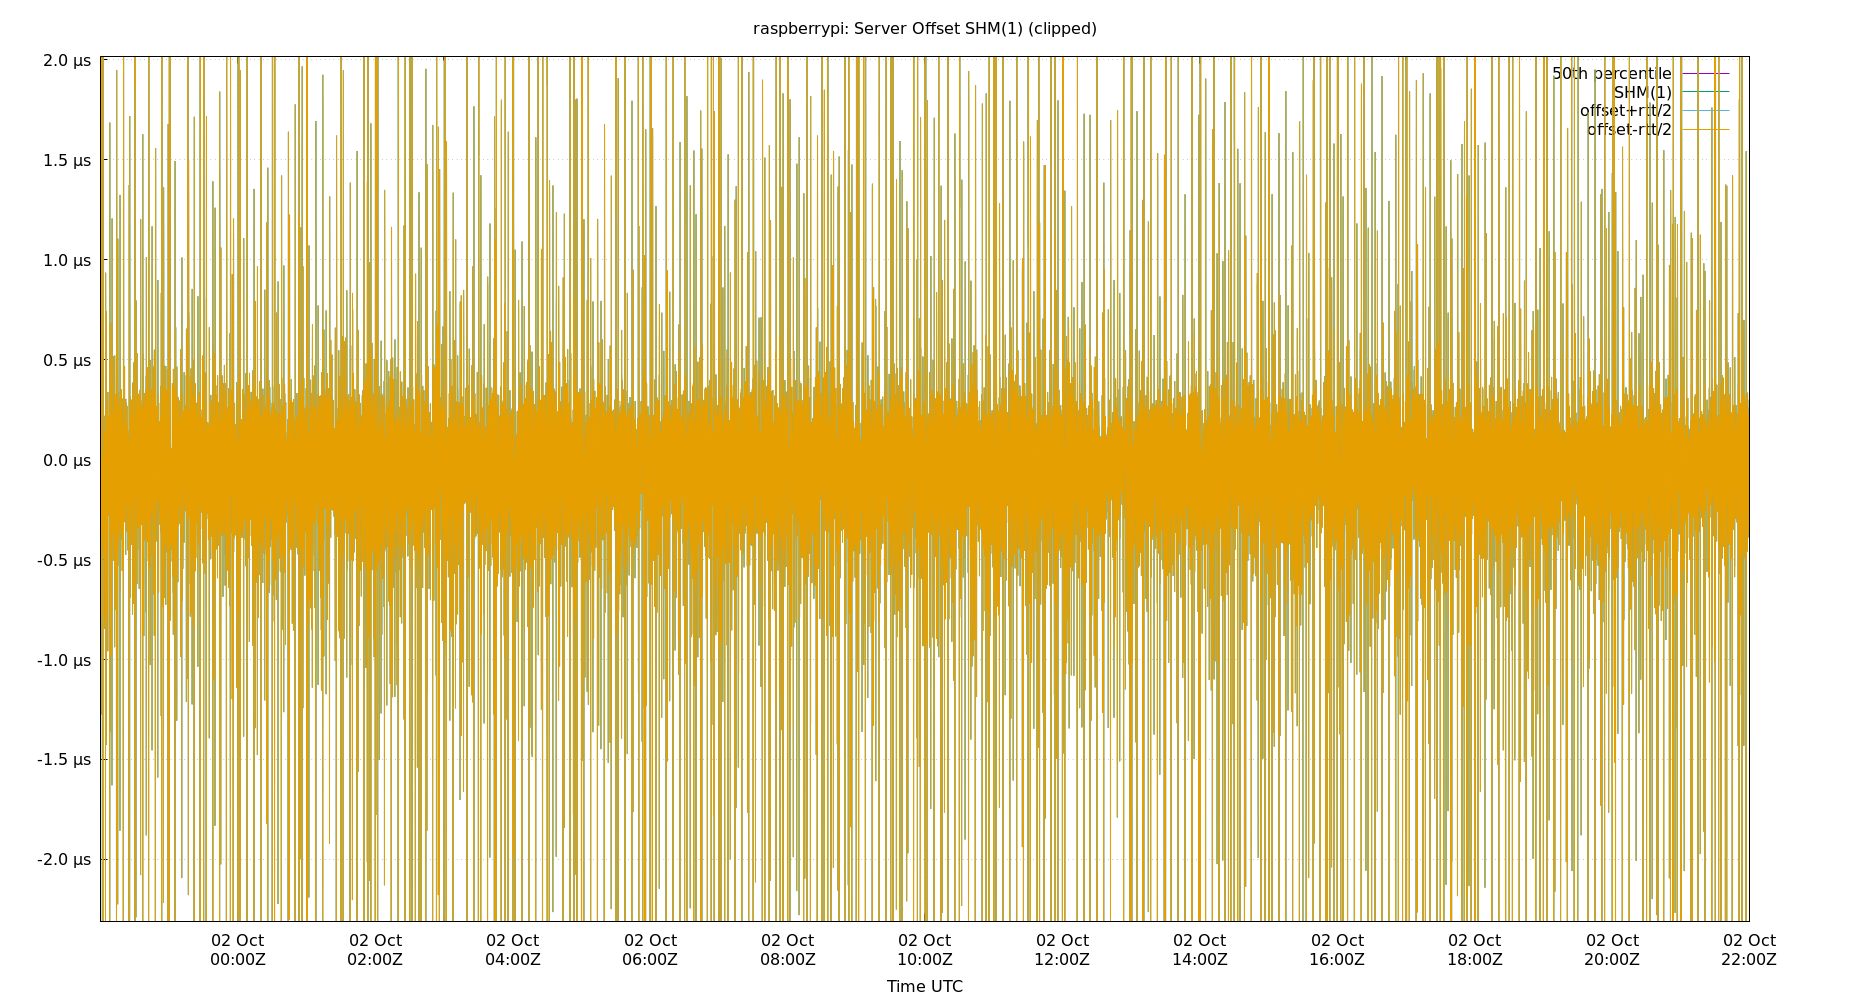 raspberrypi: Server Offset SHM(1) (clipped)
2.0 µs
1.5 µs
1.0 µs
0.5 µs
0.0 µs
-0.5 µs
-1.0 µs
-1.5 µs
-2.0 µs
50th percentile
SHM(1)
offset+rtt/2
offset-rtt/2
02 Oct 02 Oct 02 Oct 02 Oct 02 Oct 02 Oct 02 Oct 02 Oct 02 Oct 02 Oct 02 Oct 02 Oct
00:00Z 02:00Z 04:00Z 06:00Z 08:00Z 10:00Z 12:00Z 14:00Z 16:00Z 18:00Z 20:00Z 22:00Z
Time UTC